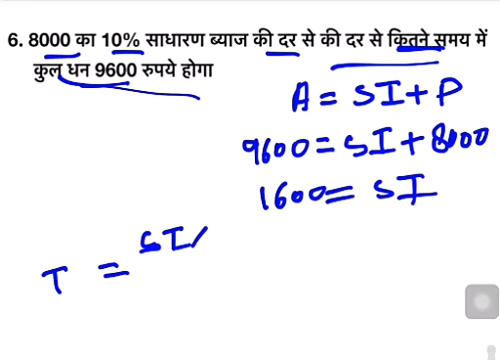 6. 8000 का 10% साधारण ब्याज की दर से की दर से कितने समय में
कुल धन 9600 रुपये होगा
A = SI + P
9600 = SI + 8000
1600 = SI
T = SI/